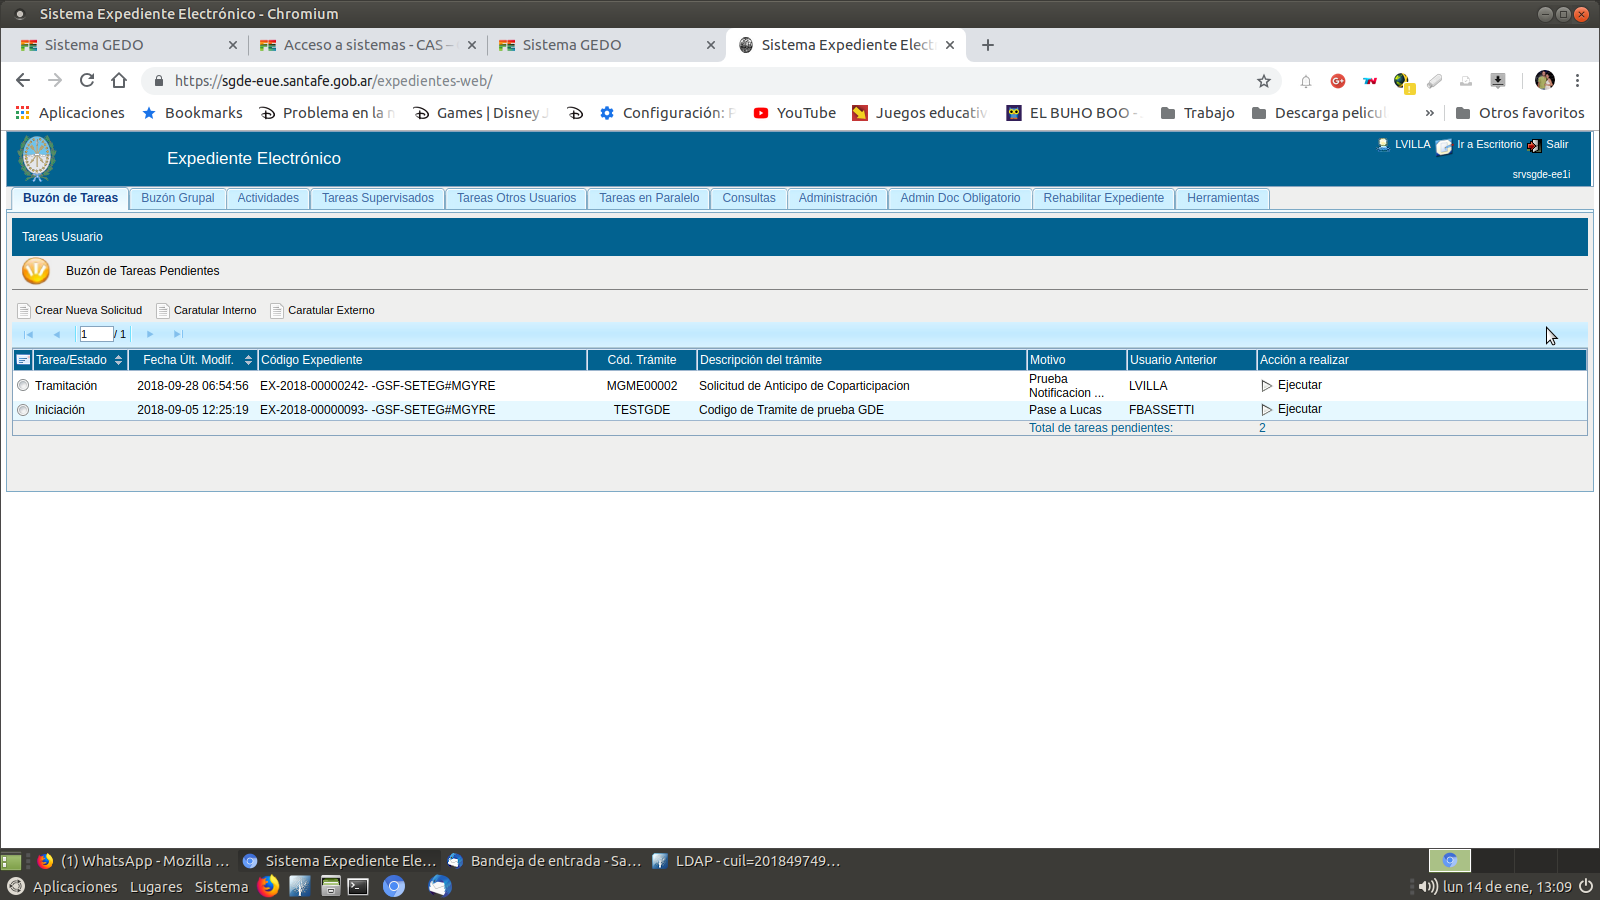 Sistema Expediente Electrónico - Chromium
Sistema GEDO
Acceso a sistemas - CAS –
Sistema GEDO
Sistema Expediente Elect
https://sgde-eue.santafe.gob.ar/expedientes-web/
Aplicaciones
Bookmarks
Problema en la n
Games | Disney J
Configuración: P
YouTube
Juegos educativ
EL BUHO BOO -
Trabajo
Descarga pelicul
»
Otros favoritos
Expediente Electrónico
LVILLA
Ir a Escritorio
Salir
srvsgde-ee1i
Buzón de Tareas
Buzón Grupal
Actividades
Tareas Supervisados
Tareas Otros Usuarios
Tareas en Paralelo
Consultas
Administración
Admin Doc Obligatorio
Rehabilitar Expediente
Herramientas
Tareas Usuario
Buzón de Tareas Pendientes
Crear Nueva Solicitud
Caratular Interno
Caratular Externo
1 / 1
Tarea/Estado Fecha Últ. Modif. Código Expediente Cód. Trámite Descripción del trámite Motivo Usuario Anterior Acción a realizar
Tramitación 2018-09-28 06:54:56 EX-2018-00000242- -GSF-SETEG#MGYRE MGME00002 Solicitud de Anticipo de Coparticipacion Prueba Notificacion ... LVILLA Ejecutar
Iniciación 2018-09-05 12:25:19 EX-2018-00000093- -GSF-SETEG#MGYRE TESTGDE Codigo de Tramite de prueba GDE Pase a Lucas FBASSETTI Ejecutar
Total de tareas pendientes: 2
(1) WhatsApp - Mozilla ...
Sistema Expediente Ele...
Bandeja de entrada - Sa...
LDAP - cuil=201849749...
Aplicaciones
Lugares
Sistema
lun 14 de ene, 13:09